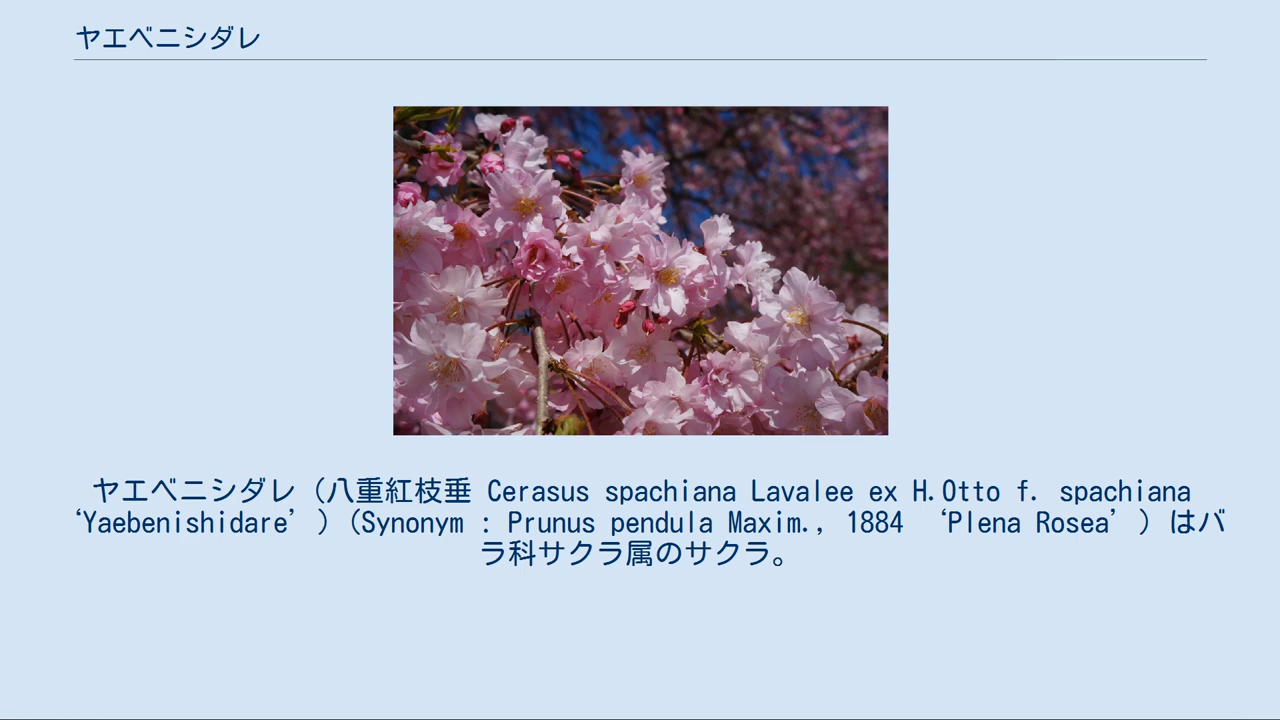 ヤエベニシダレ
ヤエベニシダレ（八重紅枝垂 Cerasus spachiana Lavalee ex H.Otto f. spachiana
‘Yaebenishidare’）(Synonym : Prunus pendula Maxim., 1884 ‘Plena Rosea’) はバ
ラ科サクラ属のサクラ。